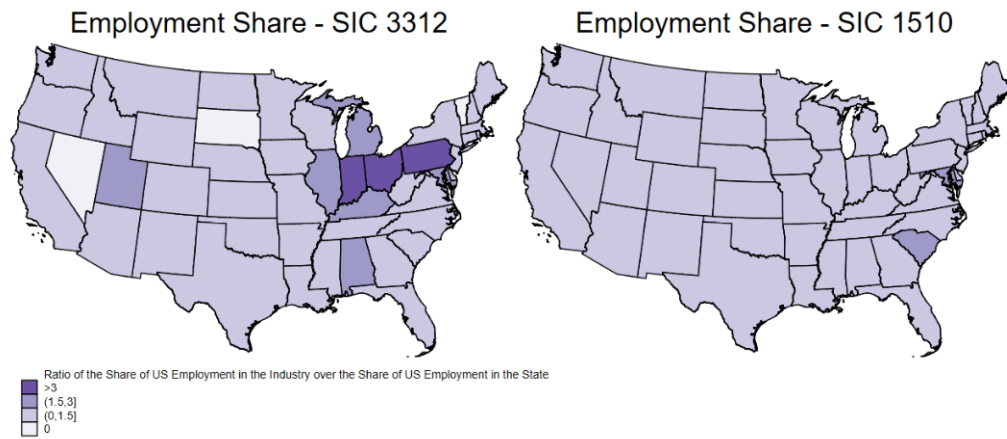 Employment Share - SIC 3312
Employment Share - SIC 1510
Ratio of the Share of US Employment in the Industry over the Share of US Employment in the State
>3
(1.5,3]
(0,1.5]
0